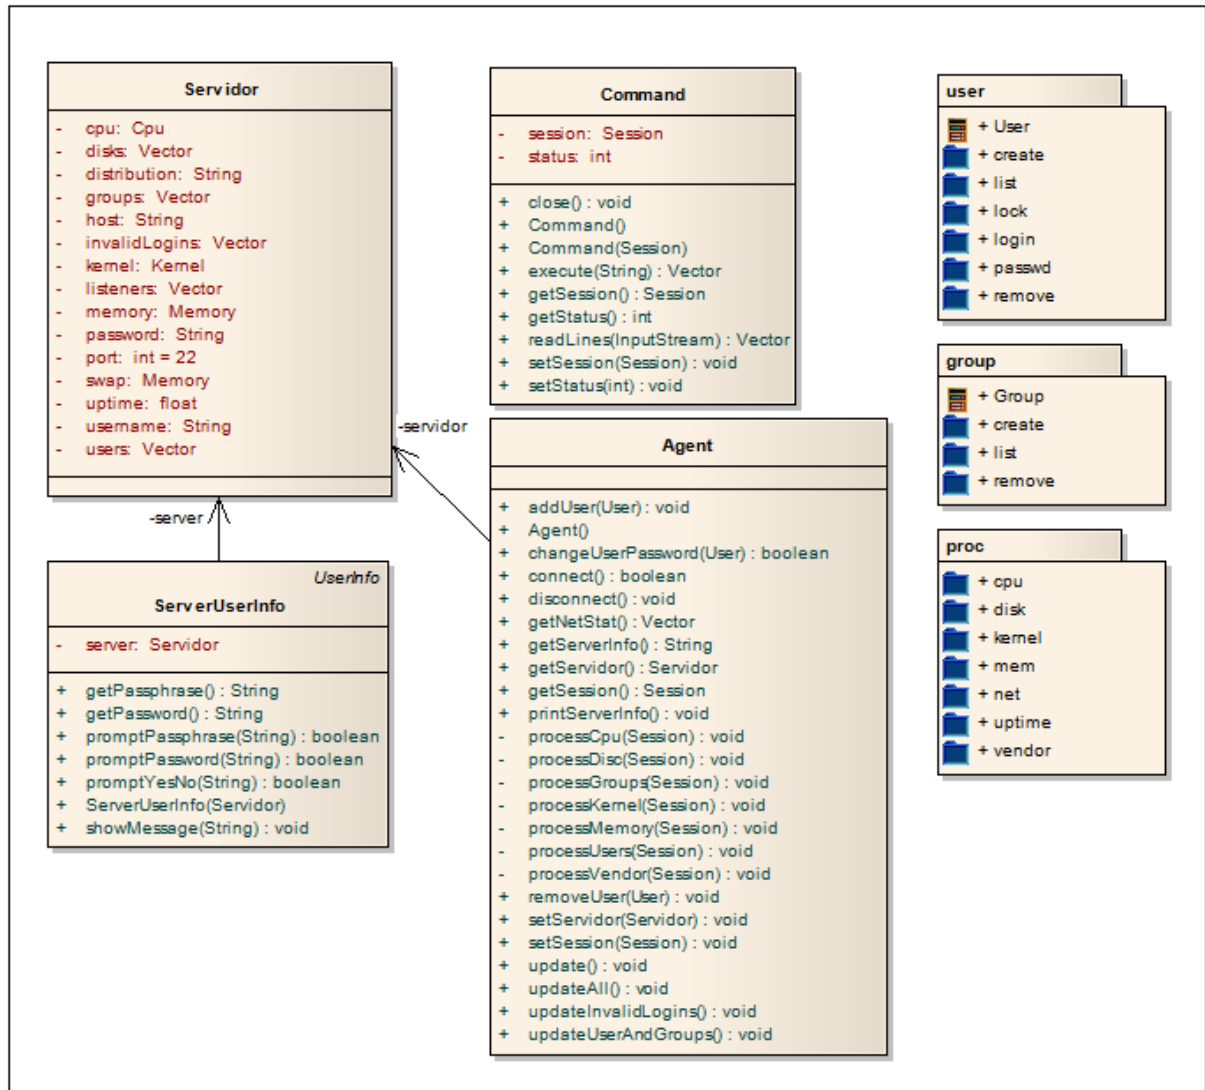 Servidor
- cpu: Cpu
- disks: Vector
- distribution: String
- groups: Vector
- host: String
- invalidLogins: Vector
- kernel: Kernel
- listeners: Vector
- memory: Memory
- password: String
- port: int = 22
- swap: Memory
- uptime: float
- username: String
- users: Vector
-server
-servidor
UserInfo
ServerUserInfo
- server: Servidor
+ getPassphrase() : String
+ getPassword() : String
+ promptPassphrase(String) : boolean
+ promptPassword(String) : boolean
+ promptYesNo(String) : boolean
+ ServerUserInfo(Servidor)
+ showMessage(String) : void
Command
- session: Session
- status: int
+ close() : void
+ Command()
+ Command(Session)
+ execute(String) : Vector
+ getSession() : Session
+ getStatus() : int
+ readLines(InputStream) : Vector
+ setSession(Session) : void
+ setStatus(int) : void
Agent
+ addUser(User) : void
+ Agent()
+ changeUserPassword(User) : boolean
+ connect() : boolean
+ disconnect() : void
+ getNetStat() : Vector
+ getServerInfo() : String
+ getServidor() : Servidor
+ getSession() : Session
+ printServerInfo() : void
- processCpu(Session) : void
- processDisc(Session) : void
- processGroups(Session) : void
- processKernel(Session) : void
- processMemory(Session) : void
- processUsers(Session) : void
- processVendor(Session) : void
+ removeUser(User) : void
+ setServidor(Servidor) : void
+ setSession(Session) : void
+ update() : void
+ updateAll() : void
+ updateInvalidLogins() : void
+ updateUserAndGroups() : void
user
+ User
+ create
+ list
+ lock
+ login
+ passwd
+ remove
group
+ Group
+ create
+ list
+ remove
proc
+ cpu
+ disk
+ kernel
+ mem
+ net
+ uptime
+ vendor